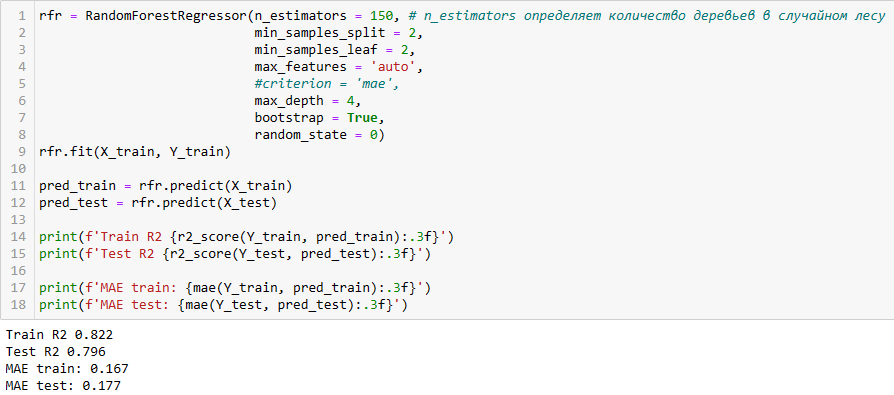 1 rfr = RandomForestRegressor(n_estimators = 150, # n_estimators определяет количество деревьев в случайном лесу
2 min_samples_split = 2,
3 min_samples_leaf = 2,
4 max_features = 'auto',
5 #criterion = 'mae',
6 max_depth = 4,
7 bootstrap = True,
8 random_state = 0)
9 rfr.fit(X_train, Y_train)
10
11 pred_train = rfr.predict(X_train)
12 pred_test = rfr.predict(X_test)
13
14 print(f'Train R2 {r2_score(Y_train, pred_train):.3f}')
15 print(f'Test R2 {r2_score(Y_test, pred_test):.3f}')
16
17 print(f'MAE train: {mae(Y_train, pred_train):.3f}')
18 print(f'MAE test: {mae(Y_test, pred_test):.3f}')
Train R2 0.822
Test R2 0.796
MAE train: 0.167
MAE test: 0.177